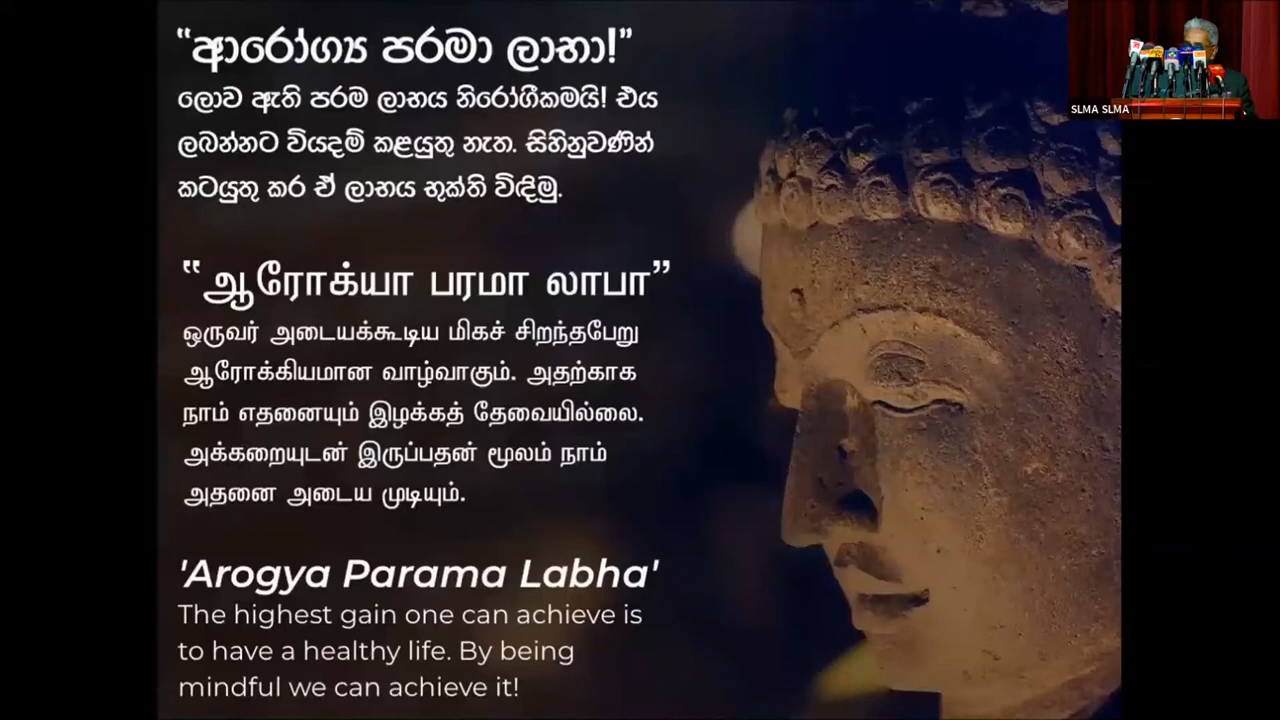 “ආරෝග්‍ය පරමා ලාභා!”
ලොව ඇති පරම ලාභය නිරෝගීකමයි! එය
ලබන්නට වියදම් කළයුතු නැත. සිහිනුවණින්
කටයුතු කර ඒ ලාභය භුක්ති විඳිමු.
“ஆரோக்யா பரமா லாபா”
ஒருவர் அடையக்கூடிய மிகச் சிறந்தபேறு
ஆரோக்கியமான வாழ்வாகும். அதற்காக
நாம் எதனையும் இழக்கத் தேவையில்லை.
அக்கறையுடன் இருப்பதன் மூலம் நாம்
அதனை அடைய முடியும்.
'Arogya Parama Labha'
The highest gain one can achieve is
to have a healthy life. By being
mindful we can achieve it!
SLMA SLMA